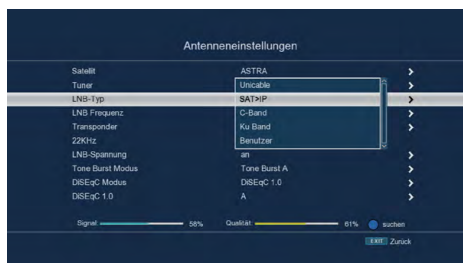 Antenneneinstellungen
Satellit ASTRA
Tuner Unicable
LNB-Typ SAT>IP
LNB Frequenz C-Band
Transponder Ku Band
22KHz Benutzer
LNB-Spannung an
Tone Burst Modus Tone Burst A
DiSEqC Modus DiSEqC 1.0
DiSEqC 1.0 A
Signal: 56% Qualität: 61% suchen
EXIT Zurück